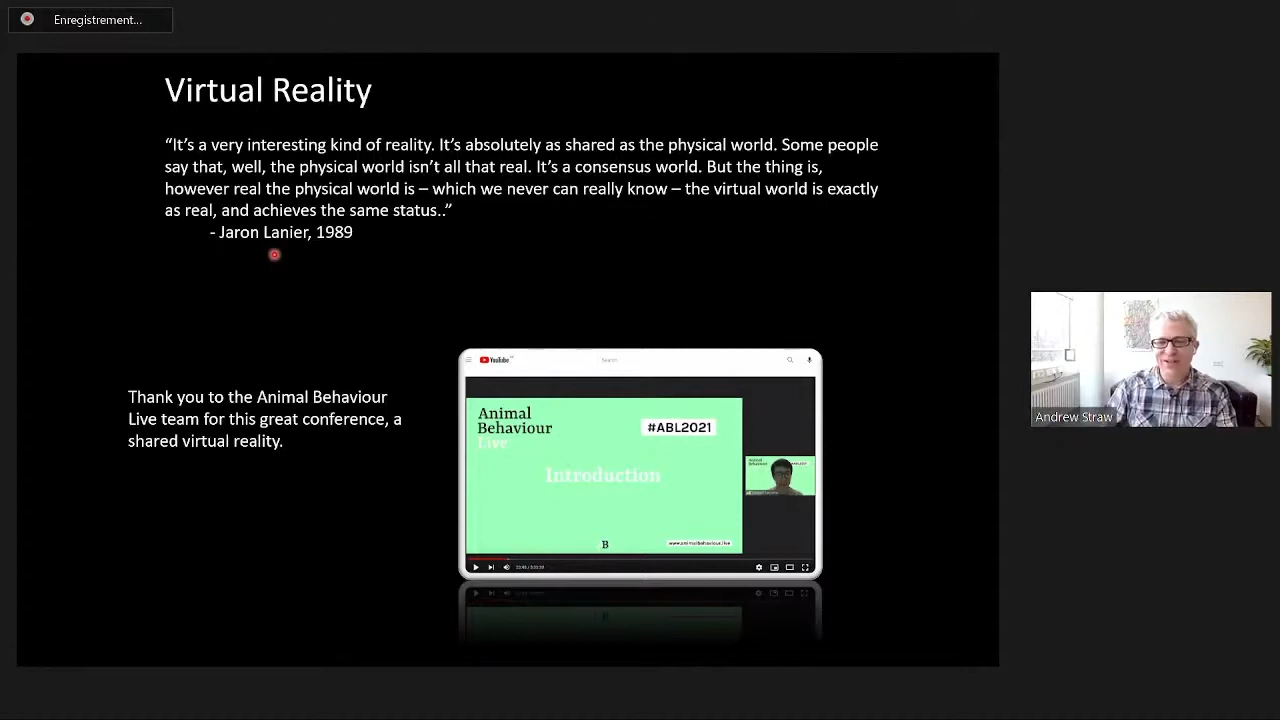 Enregistrement...
Virtual Reality
“It’s a very interesting kind of reality. It’s absolutely as shared as the physical world. Some people
say that, well, the physical world isn’t all that real. It’s a consensus world. But the thing is,
however real the physical world is – which we never can really know – the virtual world is exactly
as real, and achieves the same status..”
- Jaron Lanier, 1989
Thank you to the Animal Behaviour
Live team for this great conference, a
shared virtual reality.
YouTube
Search
Animal
Behaviour
Live
#ABL2021
Introduction
B
www.animalbehaviour.live
Andrew Straw